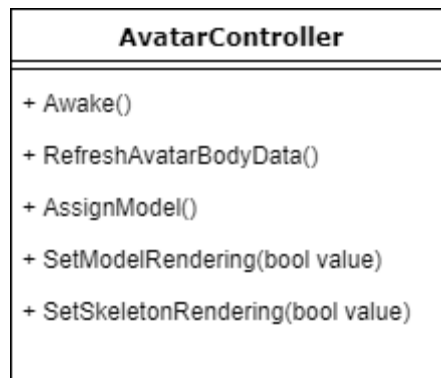 AvatarController
+ Awake()
+ RefreshAvatarBodyData()
+ AssignModel()
+ SetModelRendering(bool value)
+ SetSkeletonRendering(bool value)